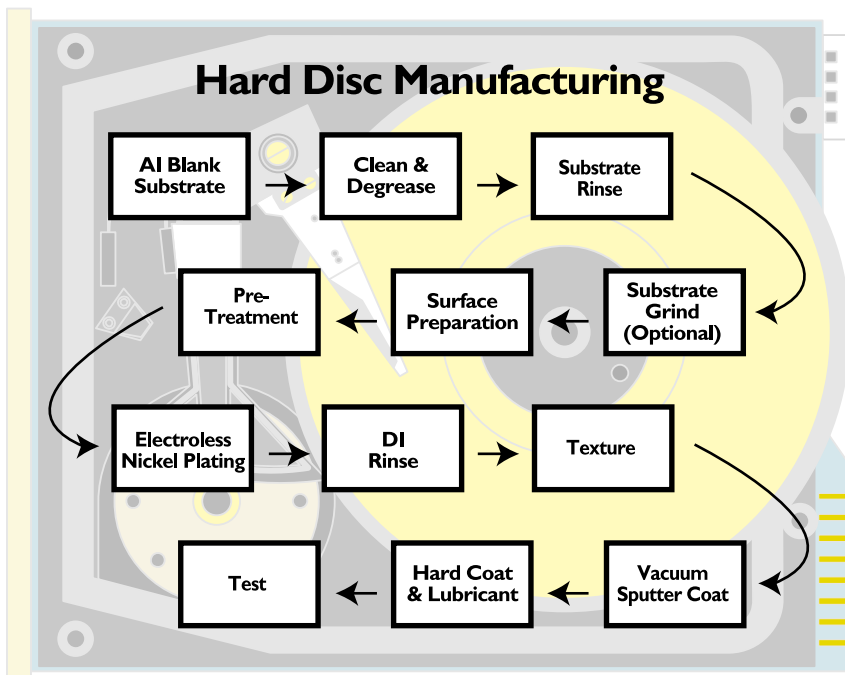 Hard Disc Manufacturing
Al Blank
Substrate
Clean &
Degrease
Substrate
Rinse
Substrate
Grind
(Optional)
Surface
Preparation
Pre-
Treatment
Electroless
Nickel Plating
DI
Rinse
Texture
Vacuum
Sputter Coat
Hard Coat
& Lubricant
Test